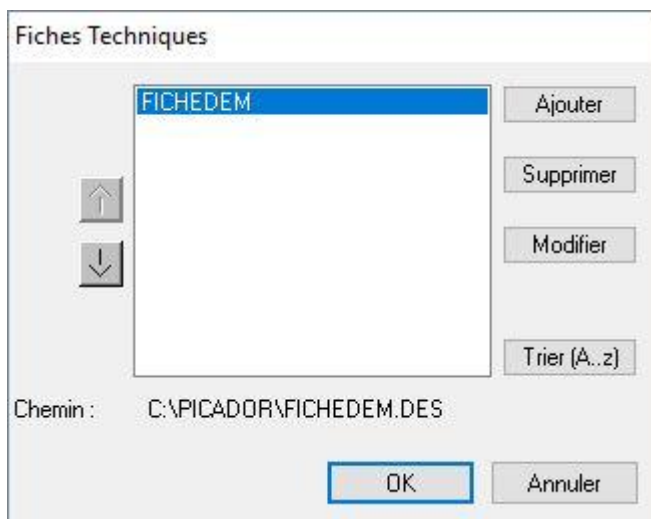 Fiches Techniques
FICHEDEM
Ajouter
Supprimer
Modifier
Trier (A..z)
Chemin : C:\PICADOR\FICHEDEM.DES
OK
Annuler